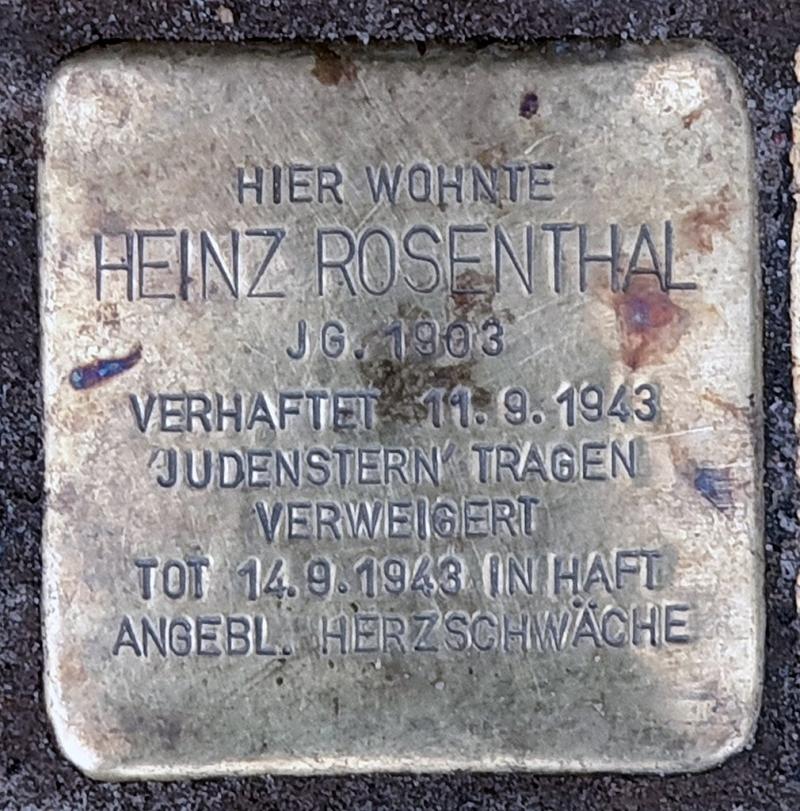 HIER WOHNTE
HEINZ ROSENTHAL
JG. 1903
VERHAFTET 11.9.1943
'JUDENSTERN' TRAGEN
VERWEIGERT
TOT 14.9.1943 IN HAFT
ANGEBL. HERZSCHWÄCHE